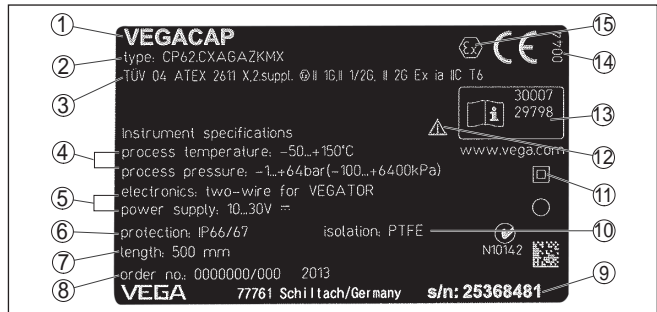 VEGACAP
type: CP62.CXAGAZKMX
TÜV 04 ATEX 2611 X,2.suppl. Ex II 1G,II 1/2G, II 2G Ex ia IIC T6
Ex CE 0044
30007
29798
i
www.vega.com
Instrument specifications
process temperature: -50...+150°C
process pressure: -1...+64bar(-100...+6400kPa)
electronics: two-wire for VEGATOR
power supply: 10...30V ⎓
protection: IP66/67 isolation: PTFE
N10142
length: 500 mm
order no.: 0000000/000 2013
VEGA 77761 Schiltach/Germany s/n: 25368481
1
2
3
4
5
6
7
8
9
10
11
12
13
14
15